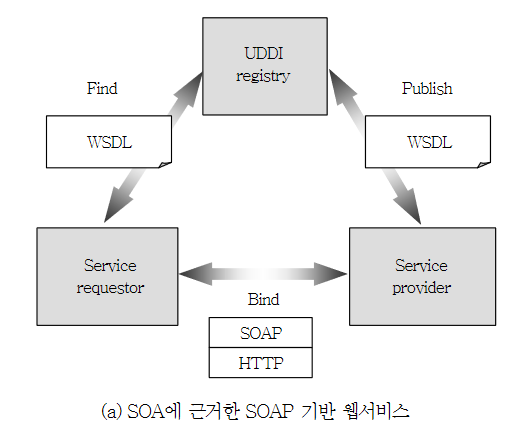 UDDI
registry
Find
Publish
WSDL
WSDL
Service
requestor
Service
provider
Bind
SOAP
HTTP
(a) SOA에 근거한 SOAP 기반 웹서비스